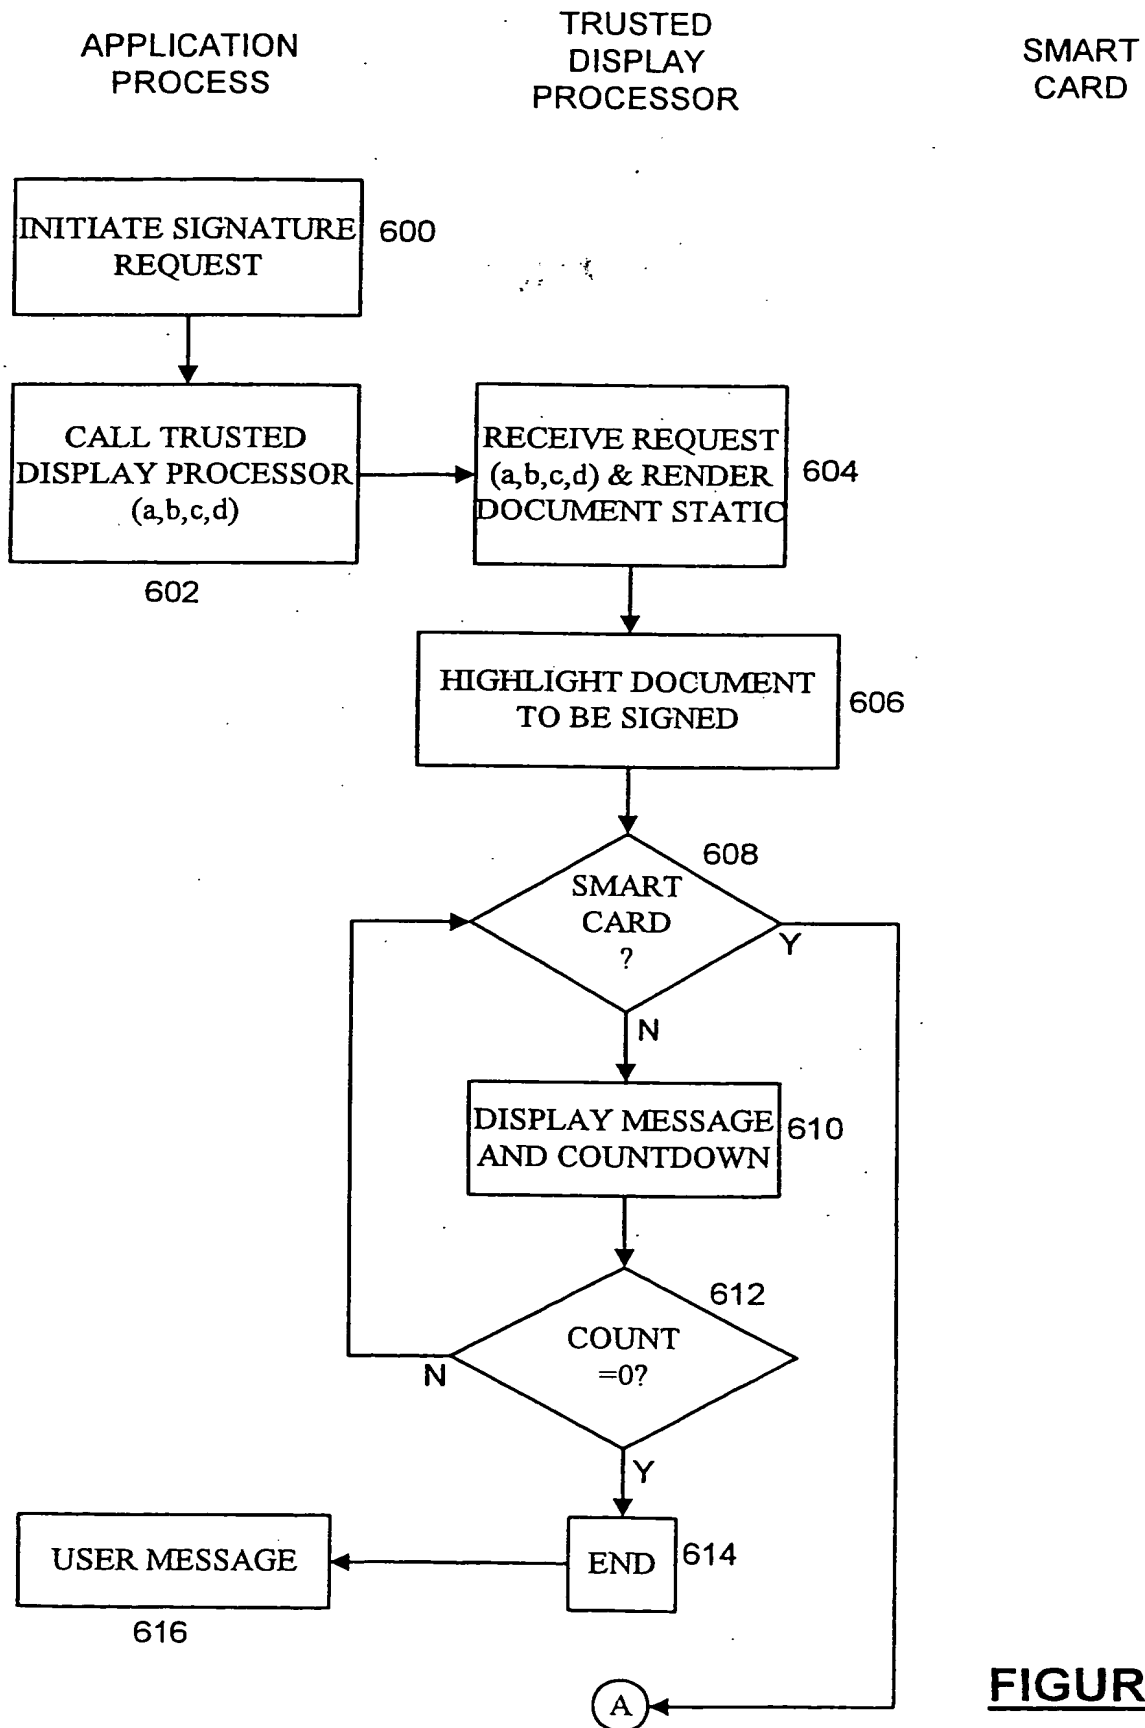 APPLICATION
PROCESS
TRUSTED
DISPLAY
PROCESSOR
SMART
CARD
INITIATE SIGNATURE
REQUEST
600
CALL TRUSTED
DISPLAY PROCESSOR
(a,b,c,d)
602
RECEIVE REQUEST
(a,b,c,d) & RENDER
DOCUMENT STATIC
604
HIGHLIGHT DOCUMENT
TO BE SIGNED
606
608
SMART
CARD
?
Y
N
DISPLAY MESSAGE
AND COUNTDOWN
610
612
COUNT
=0?
N
Y
END
614
USER MESSAGE
616
A
FIGUR